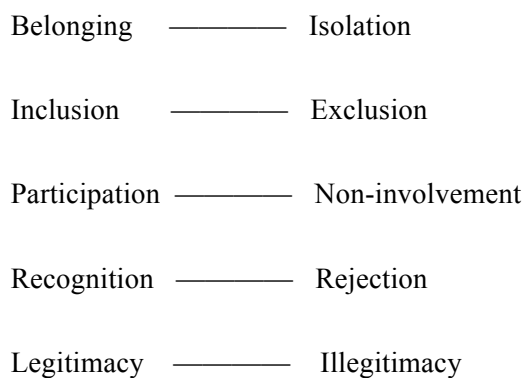 Belonging ———— Isolation
Inclusion ———— Exclusion
Participation ———— Non-involvement
Recognition ———— Rejection
Legitimacy ———— Illegitimacy